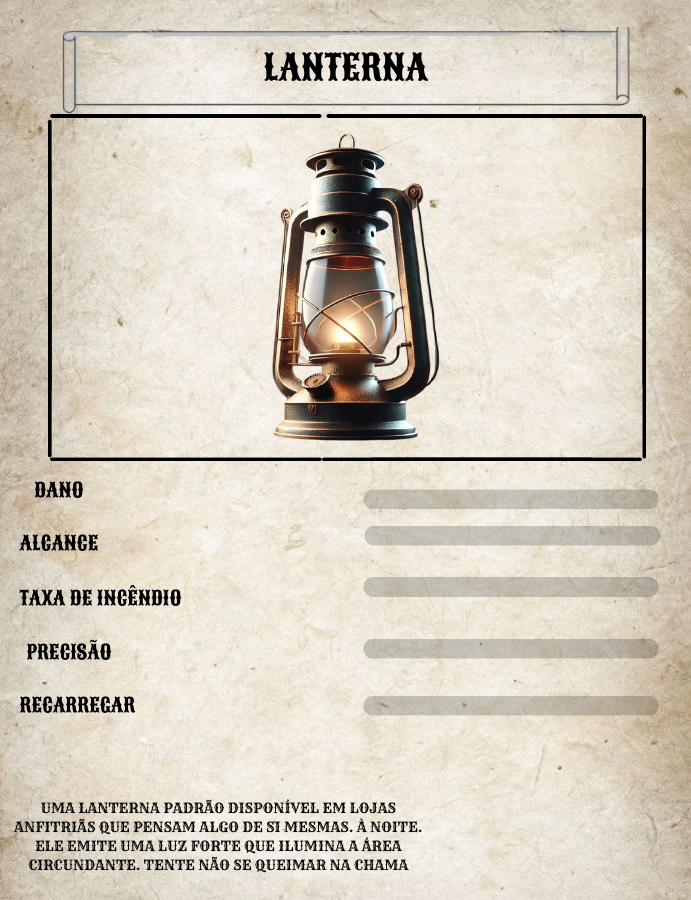 LANTERNA
DANO
ALCANCE
TAXA DE INCÊNDIO
PRECISÃO
RECARREGAR
UMA LANTERNA PADRÃO DISPONÍVEL EM LOJAS
ANFITRIÃS QUE PENSAM ALGO DE SI MESMAS. À NOITE.
ELE EMITE UMA LUZ FORTE QUE ILUMINA A ÁREA
CIRCUNDANTE. TENTE NÃO SE QUEIMAR NA CHAMA